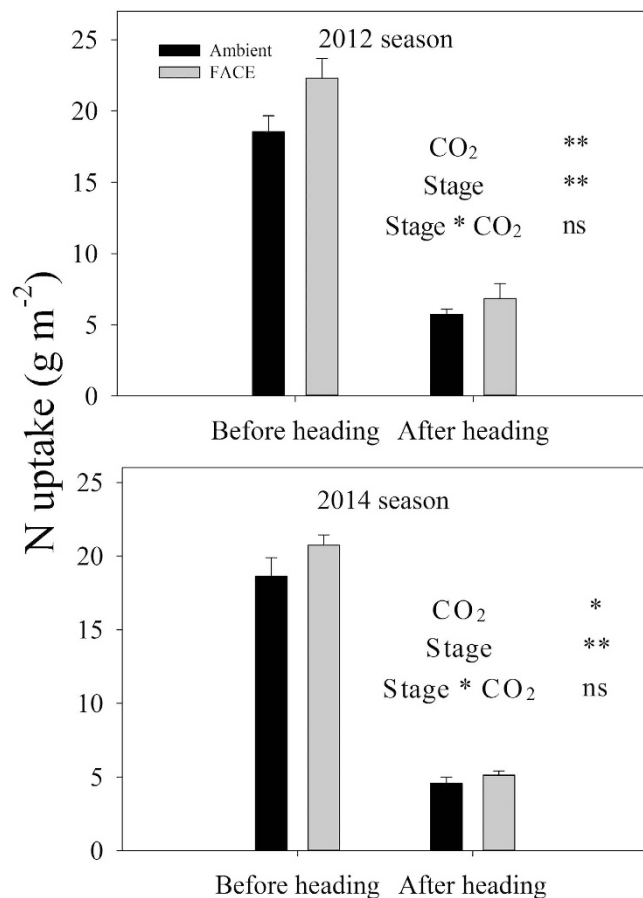 N uptake (g m⁻²)
25
20
15
10
5
0
2012 season
Ambient
FACE
CO₂ **
Stage **
Stage * CO₂ ns
Before heading After heading
25
20
15
10
5
0
2014 season
CO₂ *
Stage **
Stage * CO₂ ns
Before heading After heading